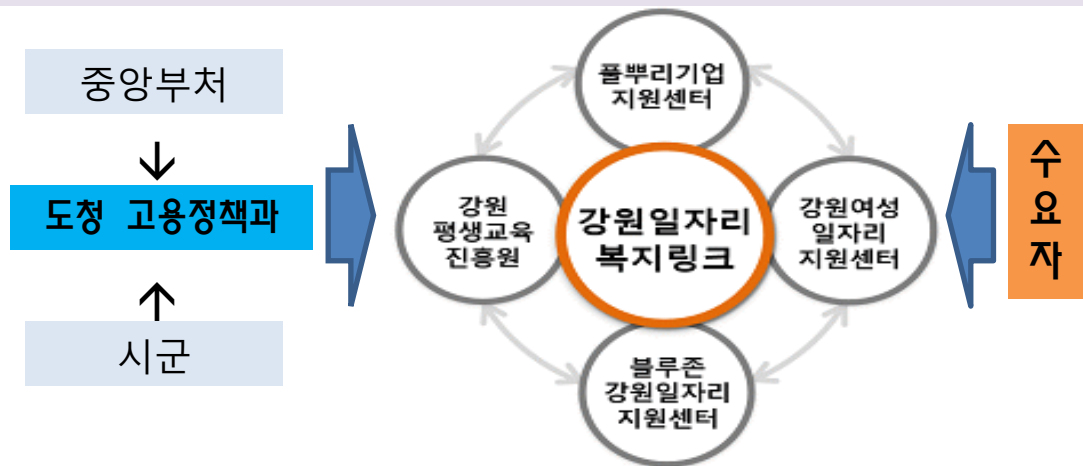 중앙부처
도청 고용정책과
시군
풀뿌리기업
지원센터
강원
평생교육
진흥원
강원일자리
복지링크
강원여성
일자리
지원센터
블루존
강원일자리
지원센터
수
요
자